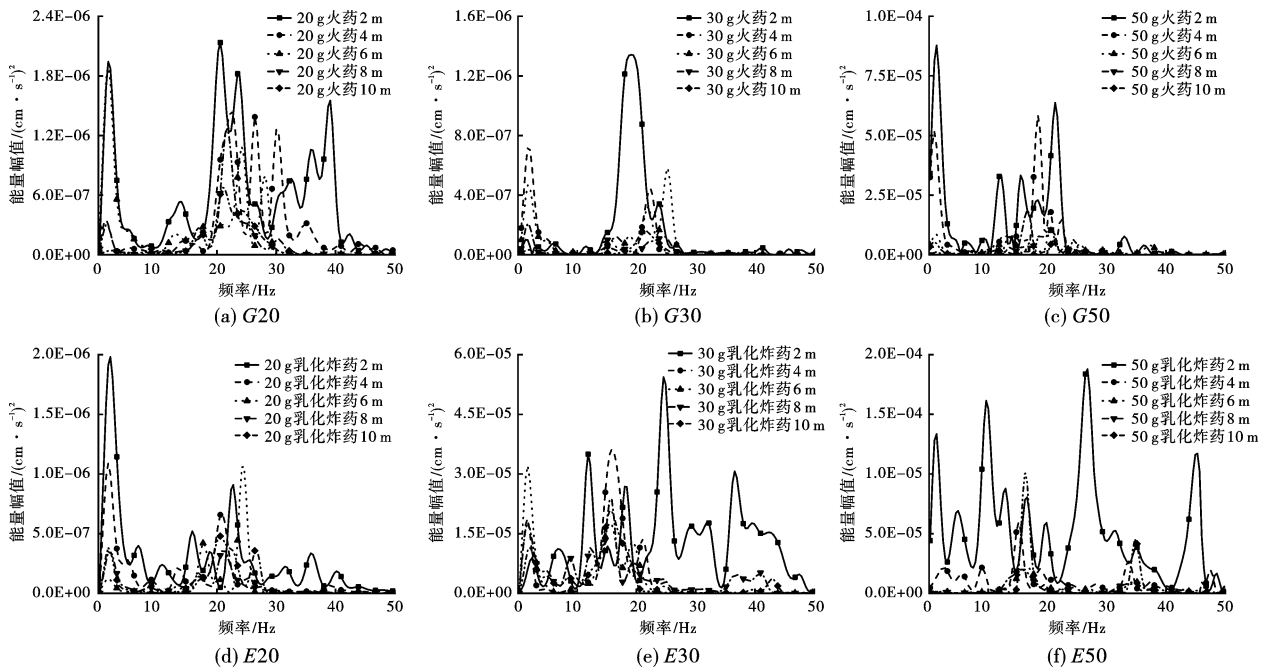 能量幅值/(cm · s⁻¹)²
2.4E-06
1.8E-06
1.2E-06
6.0E-07
0.0E+00
0 10 20 30 40 50
20 g火药2 m
20 g火药4 m
20 g火药6 m
20 g火药8 m
20 g火药10 m
频率/Hz
(a) G20
能量幅值/(cm · s⁻¹)²
1.6E-06
1.2E-06
8.0E-07
4.0E-07
0.0E+00
0 10 20 30 40 50
30 g火药2 m
30 g火药4 m
30 g火药6 m
30 g火药8 m
30 g火药10 m
频率/Hz
(b) G30
能量幅值/(cm · s⁻¹)²
1.0E-04
7.5E-05
5.0E-05
2.5E-05
0.0E+00
0 10 20 30 40 50
50 g火药2 m
50 g火药4 m
50 g火药6 m
50 g火药8 m
50 g火药10 m
频率/Hz
(c) G50
能量幅值/(cm · s⁻¹)²
2.0E-06
1.5E-06
1.0E-06
5.0E-07
0.0E+00
0 10 20 30 40 50
20 g乳化炸药2 m
20 g乳化炸药4 m
20 g乳化炸药6 m
20 g乳化炸药8 m
20 g乳化炸药10 m
频率/Hz
(d) E20
能量幅值/(cm · s⁻¹)²
6.0E-05
4.5E-05
3.0E-05
1.5E-05
0.0E+00
0 10 20 30 40 50
30 g乳化炸药2 m
30 g乳化炸药4 m
30 g乳化炸药6 m
30 g乳化炸药8 m
30 g乳化炸药10 m
频率/Hz
(e) E30
能量幅值/(cm · s⁻¹)²
2.0E-04
1.5E-04
1.0E-05
5.0E-05
0.0E+00
0 10 20 30 40 50
50 g乳化炸药2 m
50 g乳化炸药4 m
50 g乳化炸药6 m
50 g乳化炸药8 m
50 g乳化炸药10 m
频率/Hz
(f) E50